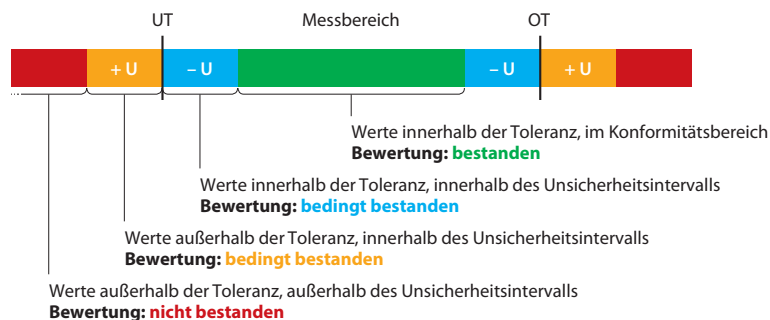 UT Messbereich OT
+ U – U – U + U
Werte innerhalb der Toleranz, im Konformitätsbereich
Bewertung: bestanden
Werte innerhalb der Toleranz, innerhalb des Unsicherheitsintervalls
Bewertung: bedingt bestanden
Werte außerhalb der Toleranz, innerhalb des Unsicherheitsintervalls
Bewertung: bedingt bestanden
Werte außerhalb der Toleranz, außerhalb des Unsicherheitsintervalls
Bewertung: nicht bestanden